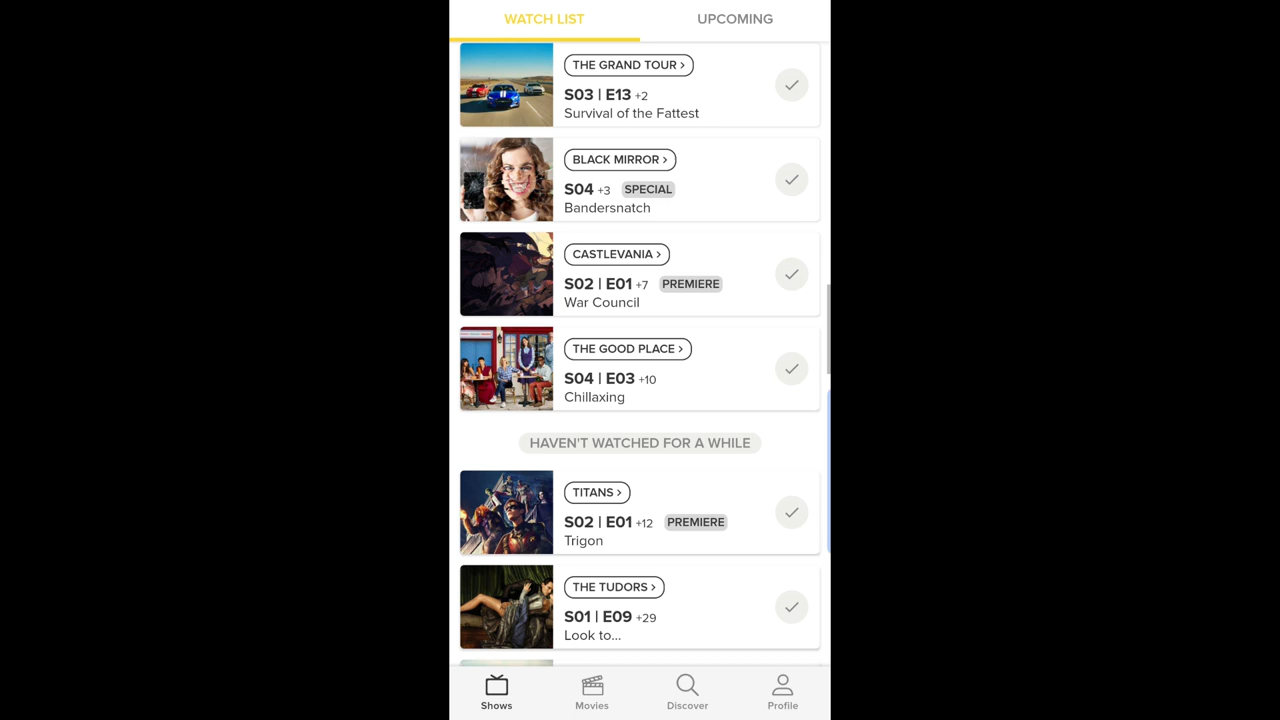 WATCH LIST
UPCOMING
THE GRAND TOUR >
S03 | E13 +2
Survival of the Fattest
BLACK MIRROR >
S04 +3 SPECIAL
Bandersnatch
CASTLEVANIA >
S02 | E01 +7 PREMIERE
War Council
THE GOOD PLACE >
S04 | E03 +10
Chillaxing
HAVEN'T WATCHED FOR A WHILE
TITANS >
S02 | E01 +12 PREMIERE
Trigon
THE TUDORS >
S01 | E09 +29
Look to...
Shows
Movies
Discover
Profile